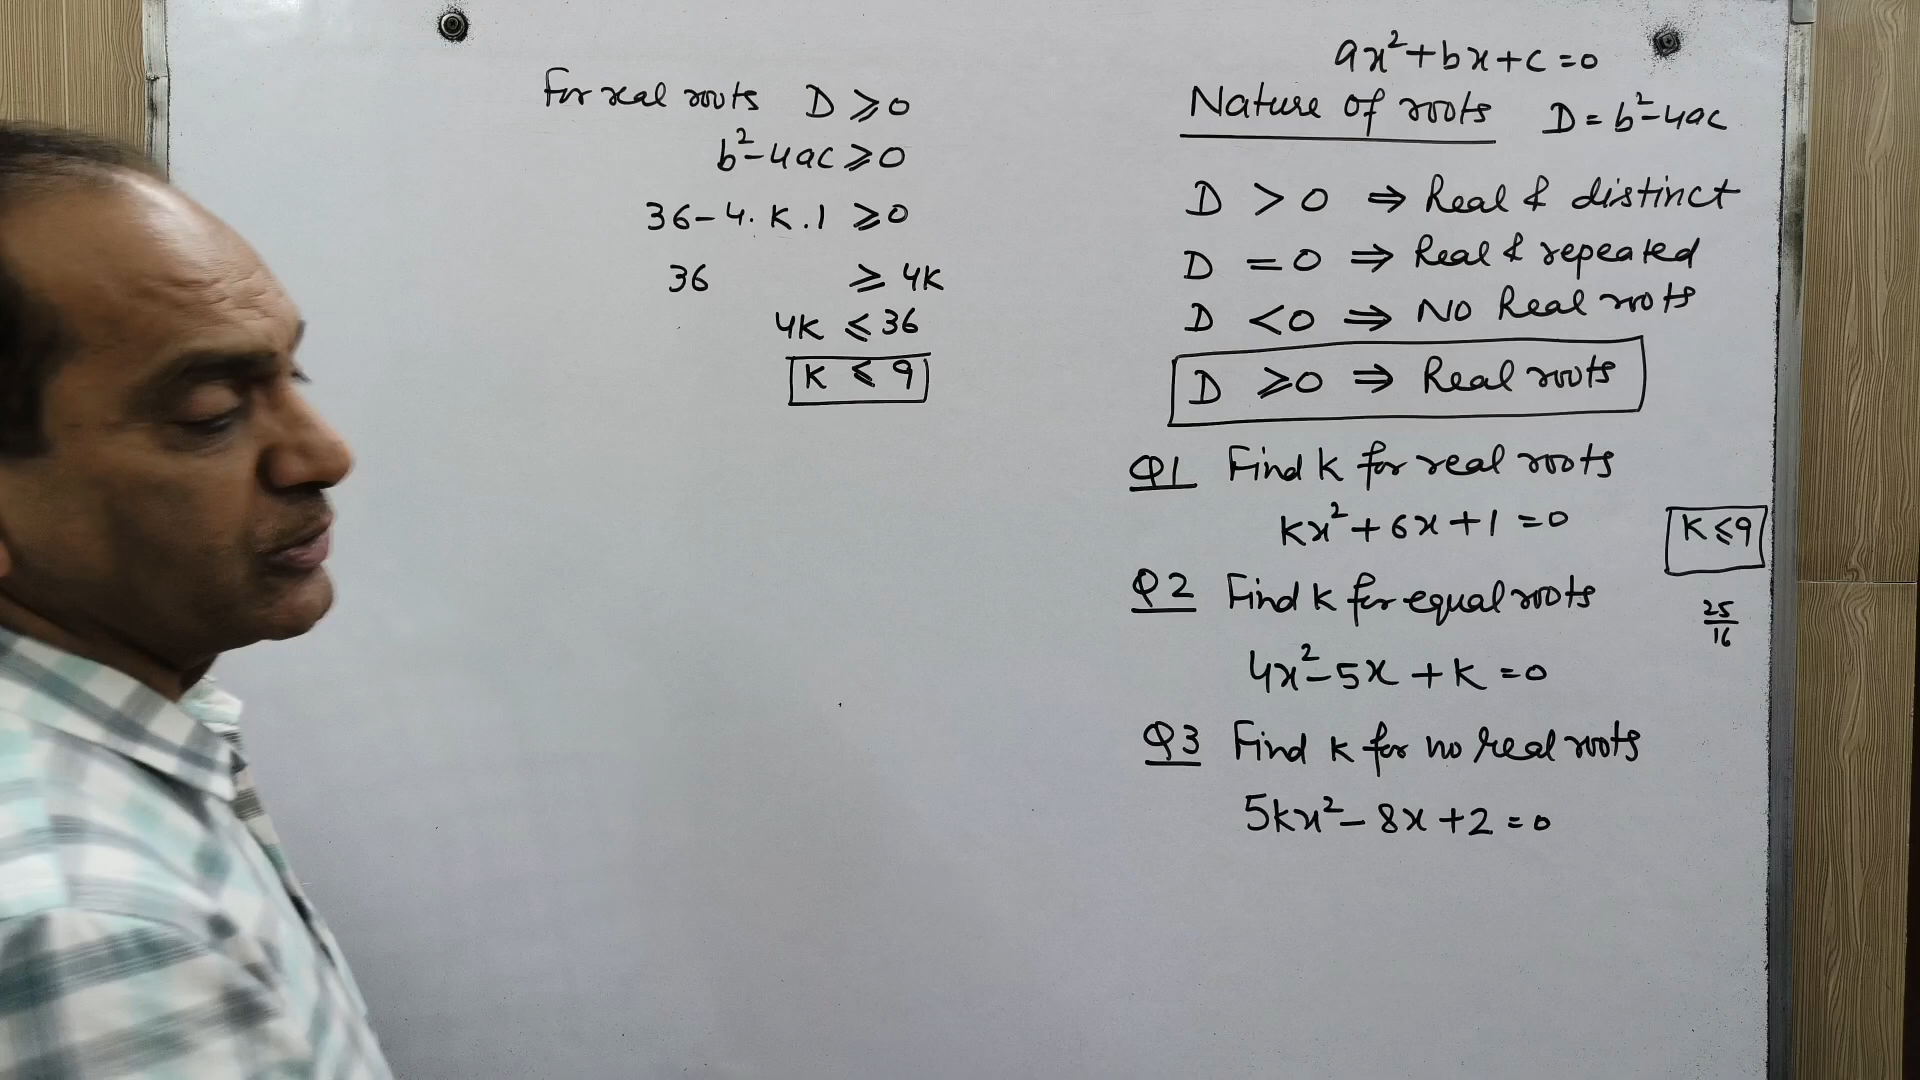 For real roots D ⩾ 0
b²-4ac ⩾ 0
36-4. K . 1 ⩾ 0
36 ⩾ 4K
4K ⩽ 36
K ⩽ 9
ax²+bx+c=0
Nature of roots D = b²-4ac
D > 0 ⇒ Real & distinct
D = 0 ⇒ Real & repeated
D < 0 ⇒ No Real roots
D ⩾ 0 ⇒ Real roots
Q1 Find K for real roots
Kx²+6x+1=0
K⩽9
Q2 Find K for equal roots
25/16
4x²-5x+K=0
Q3 Find K for no real roots
5Kx²-8x+2=0